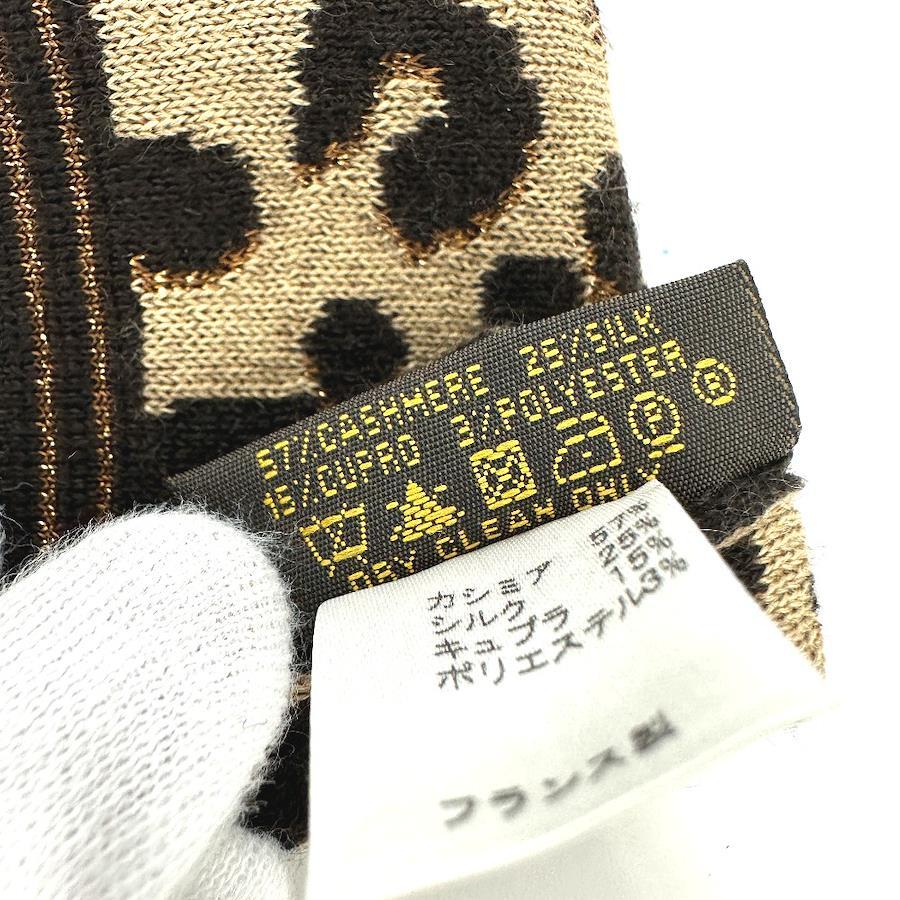 57%CASHMERE 25%SILK
15%CUPRO 3%POLYESTER
P ®
DRY CLEAN ONLY
カシミア 57%
シルク 25%
キュプラ 15%
ポリエステル3%
フランス製